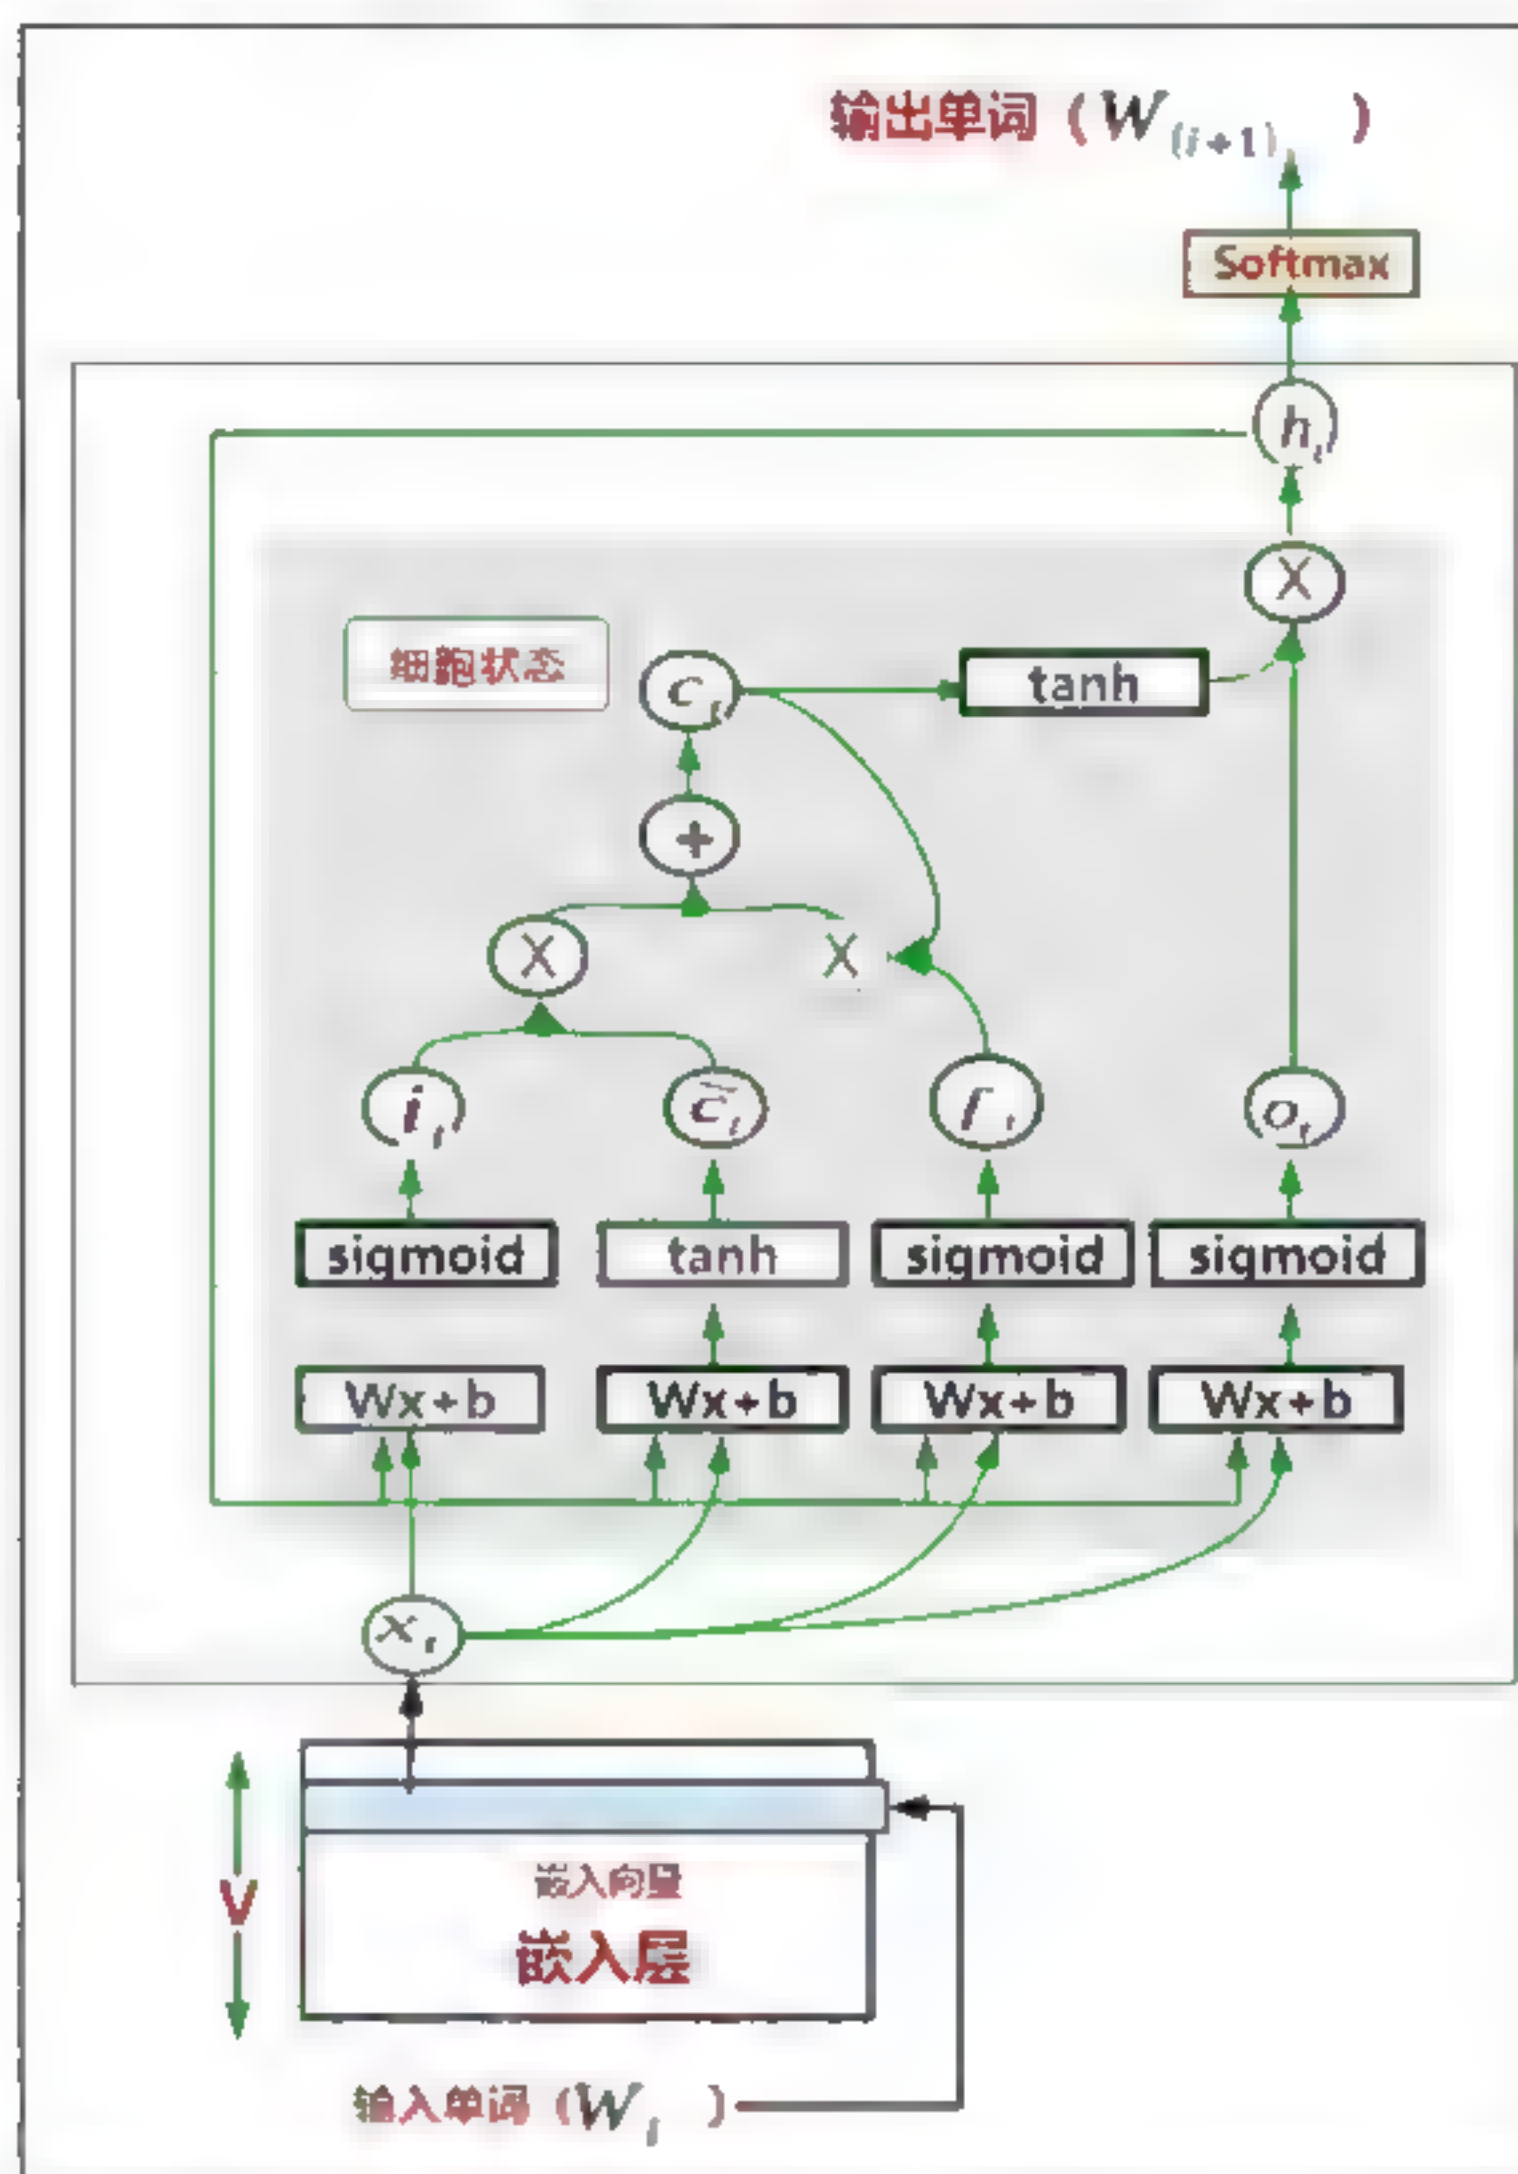 输出单词（W(i+1)）
Softmax
h_t
X
细胞状态
c_t
tanh
+
X
X
i_t
c̃_t
f_t
o_t
sigmoid
tanh
sigmoid
sigmoid
Wx+b
Wx+b
Wx+b
Wx+b
x_t
嵌入向量
V
嵌入层
输入单词（W_i）